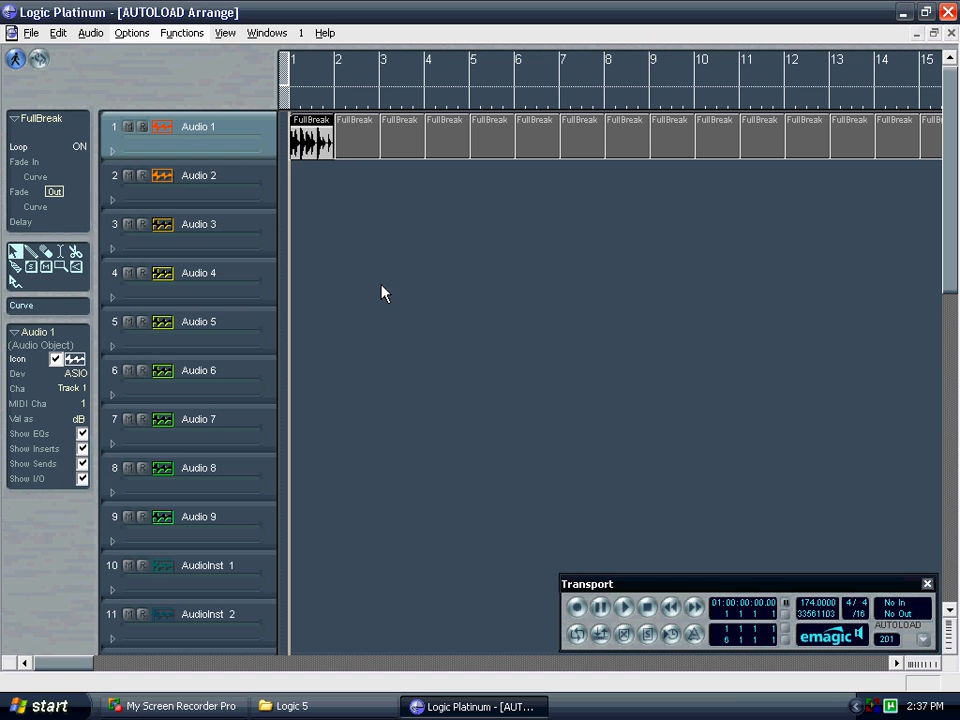 Logic Platinum - [AUTOLOAD Arrange]
File Edit Audio Options Functions View Windows 1 Help
1 2 3 4 5 6 7 8 9 10 11 12 13 14 15
FullBreak
Loop ON
Fade In
Curve
Fade Out
Curve
Delay
Curve
Audio 1
(Audio Object)
Icon
Dev ASIO
Cha Track 1
MIDI Cha 1
Val as dB
Show EQs
Show Inserts
Show Sends
Show I/O
1 M R Audio 1
2 M R Audio 2
3 M R Audio 3
4 M R Audio 4
5 M R Audio 5
6 M R Audio 6
7 M R Audio 7
8 M R Audio 8
9 M R Audio 9
10 M R AudioInst 1
11 M R AudioInst 2
FullBreak FullBreak FullBreak FullBreak FullBreak FullBreak FullBreak FullBreak FullBreak FullBreak FullBreak FullBreak FullBreak FullBreak FullB
Transport
01:00:00:00.00
1 1 1 1
174.0000
33561103
4/ 4
/16
No In
No Out
1 1 1 1
6 1 1 1
emagic
AUTOLOAD
201
start
My Screen Recorder Pro
Logic 5
Logic Platinum - [AUT...
2:37 PM